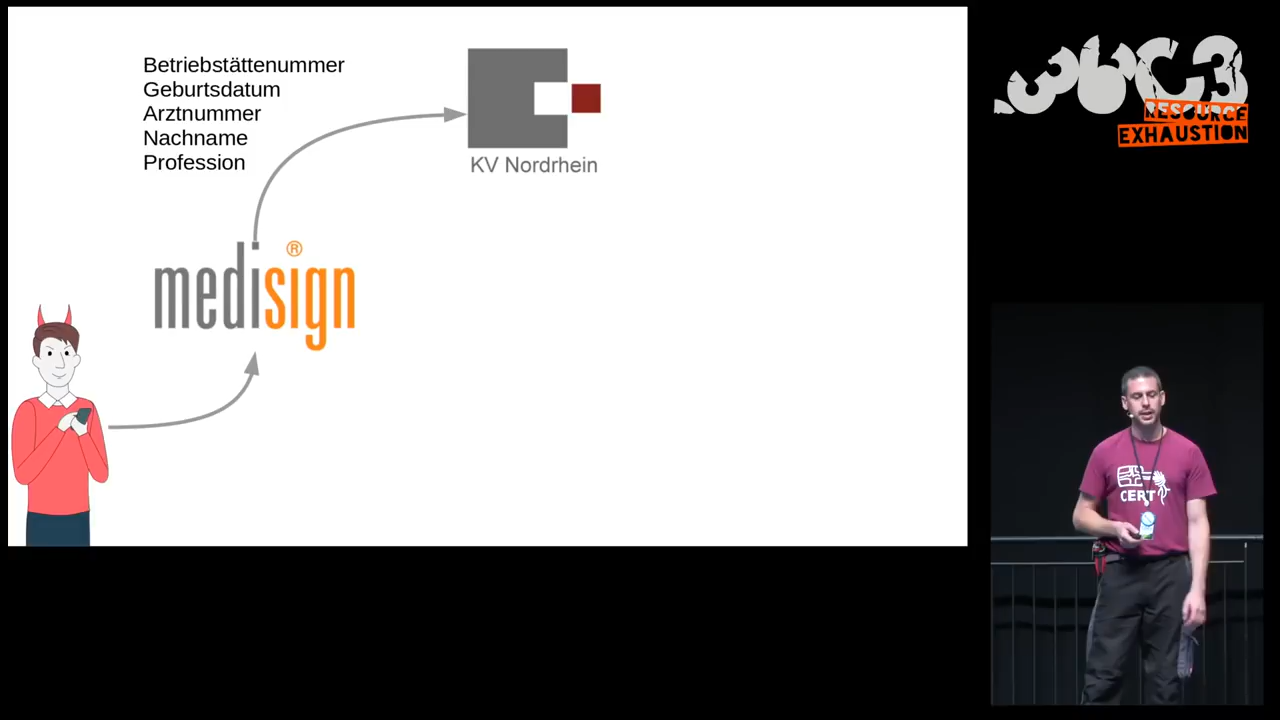 Betriebstättenummer
Geburtsdatum
Arztnummer
Nachname
Profession
KV Nordrhein
medisign®
36C3
RESOURCE
EXHAUSTION
CERT